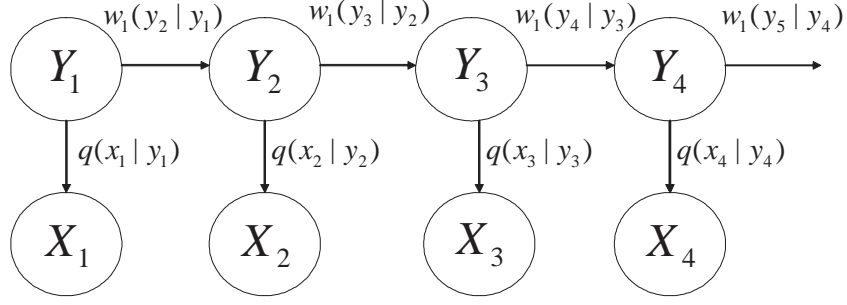 w₁(y₂ | y₁) w₁(y₃ | y₂) w₁(y₄ | y₃) w₁(y₅ | y₄)
Y₁ Y₂ Y₃ Y₄
q(x₁ | y₁) q(x₂ | y₂) q(x₃ | y₃) q(x₄ | y₄)
X₁ X₂ X₃ X₄